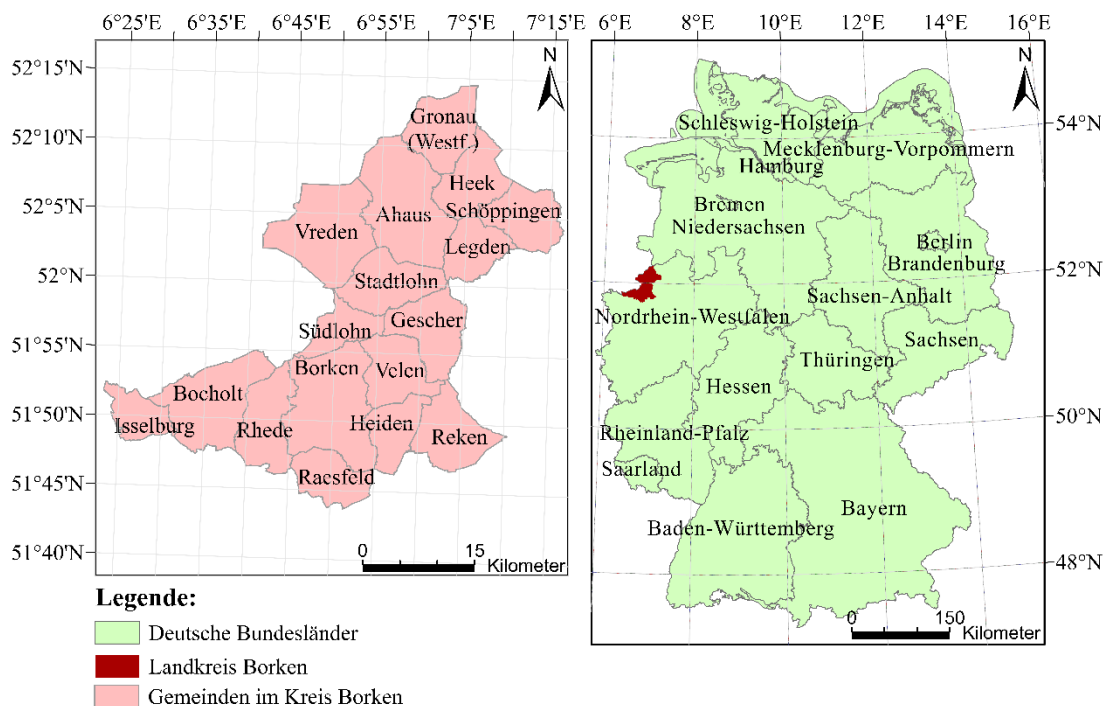 6°25'E 6°35'E 6°45'E 6°55'E 7°5'E 7°15'E
52°15'N
52°10'N
52°5'N
52°N
51°55'N
51°50'N
51°45'N
51°40'N
N
Gronau
(Westf.)
Heek
Ahaus
Schöppingen
Vreden
Legden
Stadtlohn
Gescher
Südlohn
Borken
Velen
Bocholt
Isselburg
Rhede
Heiden
Reken
Raesfeld
0 15
Kilometer
6°E 8°E 10°E 12°E 14°E 16°E
54°N
52°N
50°N
48°N
N
Schleswig-Holstein
Mecklenburg-Vorpommern
Hamburg
Bremen
Niedersachsen
Berlin
Brandenburg
Sachsen-Anhalt
Nordrhein-Westfalen
Sachsen
Thüringen
Hessen
Rheinland-Pfalz
Saarland
Bayern
Baden-Württemberg
0 150
Kilometer
Legende:
Deutsche Bundesländer
Landkreis Borken
Gemeinden im Kreis Borken